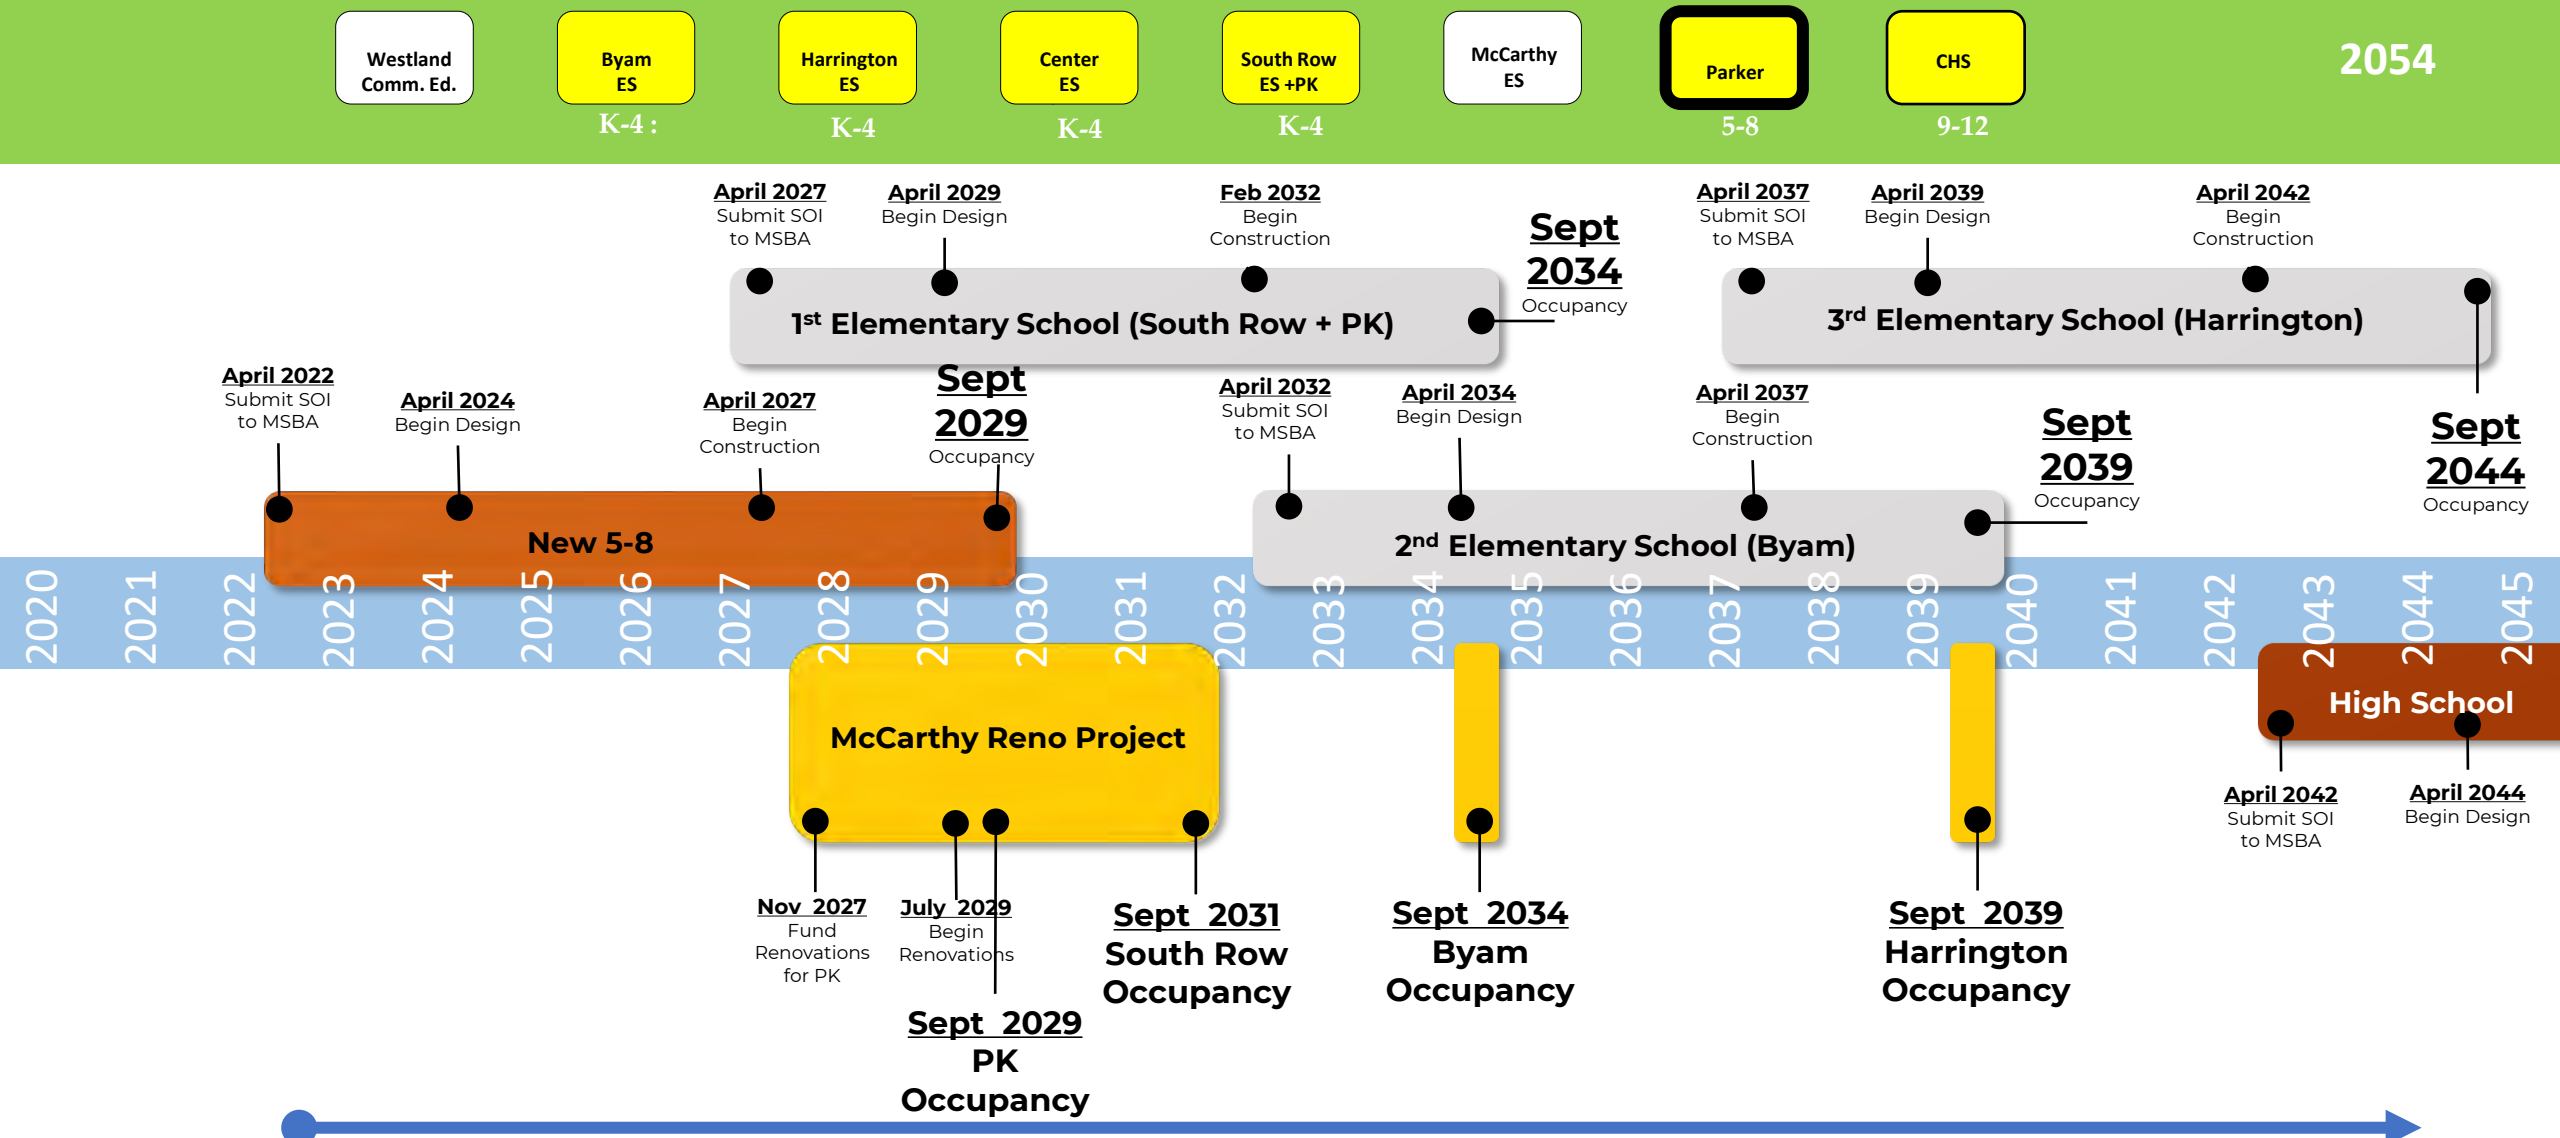 Westland
Comm. Ed.
Byam
ES
Harrington
ES
Center
ES
South Row
ES +PK
McCarthy
ES
Parker
CHS
2054
K-4 :
K-4
K-4
K-4
5-8
9-12
April 2027
Submit SOI
to MSBA
April 2029
Begin Design
Feb 2032
Begin
Construction
Sept
2034
Occupancy
April 2037
Submit SOI
to MSBA
April 2039
Begin Design
April 2042
Begin
Construction
1st Elementary School (South Row + PK)
3rd Elementary School (Harrington)
April 2022
Submit SOI
to MSBA
April 2024
Begin Design
April 2027
Begin
Construction
Sept
2029
Occupancy
April 2032
Submit SOI
to MSBA
April 2034
Begin Design
April 2037
Begin
Construction
Sept
2039
Occupancy
Sept
2044
Occupancy
New 5-8
2nd Elementary School (Byam)
2020
2021
2022
2023
2024
2025
2026
2027
2028
2029
2030
2031
2032
2033
2034
2035
2036
2037
2038
2039
2040
2041
2042
2043
2044
2045
McCarthy Reno Project
High School
Nov 2027
Fund
Renovations
for PK
July 2029
Begin
Renovations
Sept 2029
PK
Occupancy
Sept 2031
South Row
Occupancy
Sept 2034
Byam
Occupancy
Sept 2039
Harrington
Occupancy
April 2042
Submit SOI
to MSBA
April 2044
Begin Design